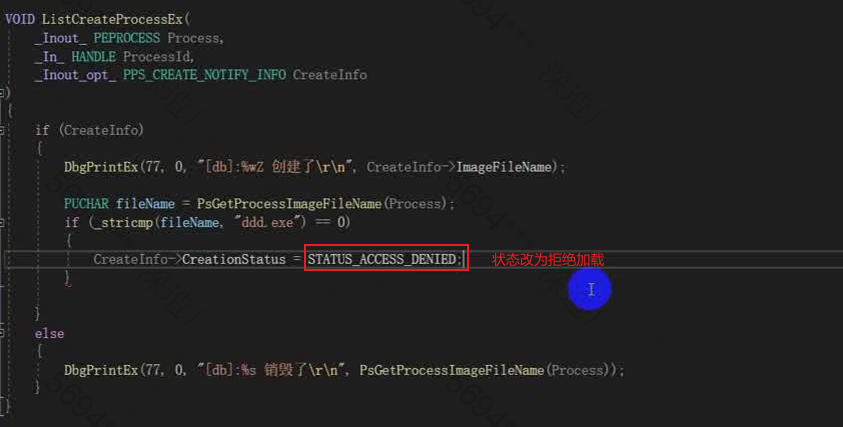 VOID ListCreateProcessEx(
_Inout_ PEPROCESS Process,
_In_ HANDLE ProcessId,
_Inout_opt_ PPS_CREATE_NOTIFY_INFO CreateInfo
)
{
if (CreateInfo)
{
DbgPrintEx(77, 0, "[db]:%wZ 创建了\r\n", CreateInfo->ImageFileName);
PUCHAR fileName = PsGetProcessImageFileName(Process);
if (_stricmp(fileName, "ddd.exe") == 0)
{
CreateInfo->CreationStatus = STATUS_ACCESS_DENIED; 状态改为拒绝加载
}
}
else
{
DbgPrintEx(77, 0, "[db]:%s 销毁了\r\n", PsGetProcessImageFileName(Process));
}
}